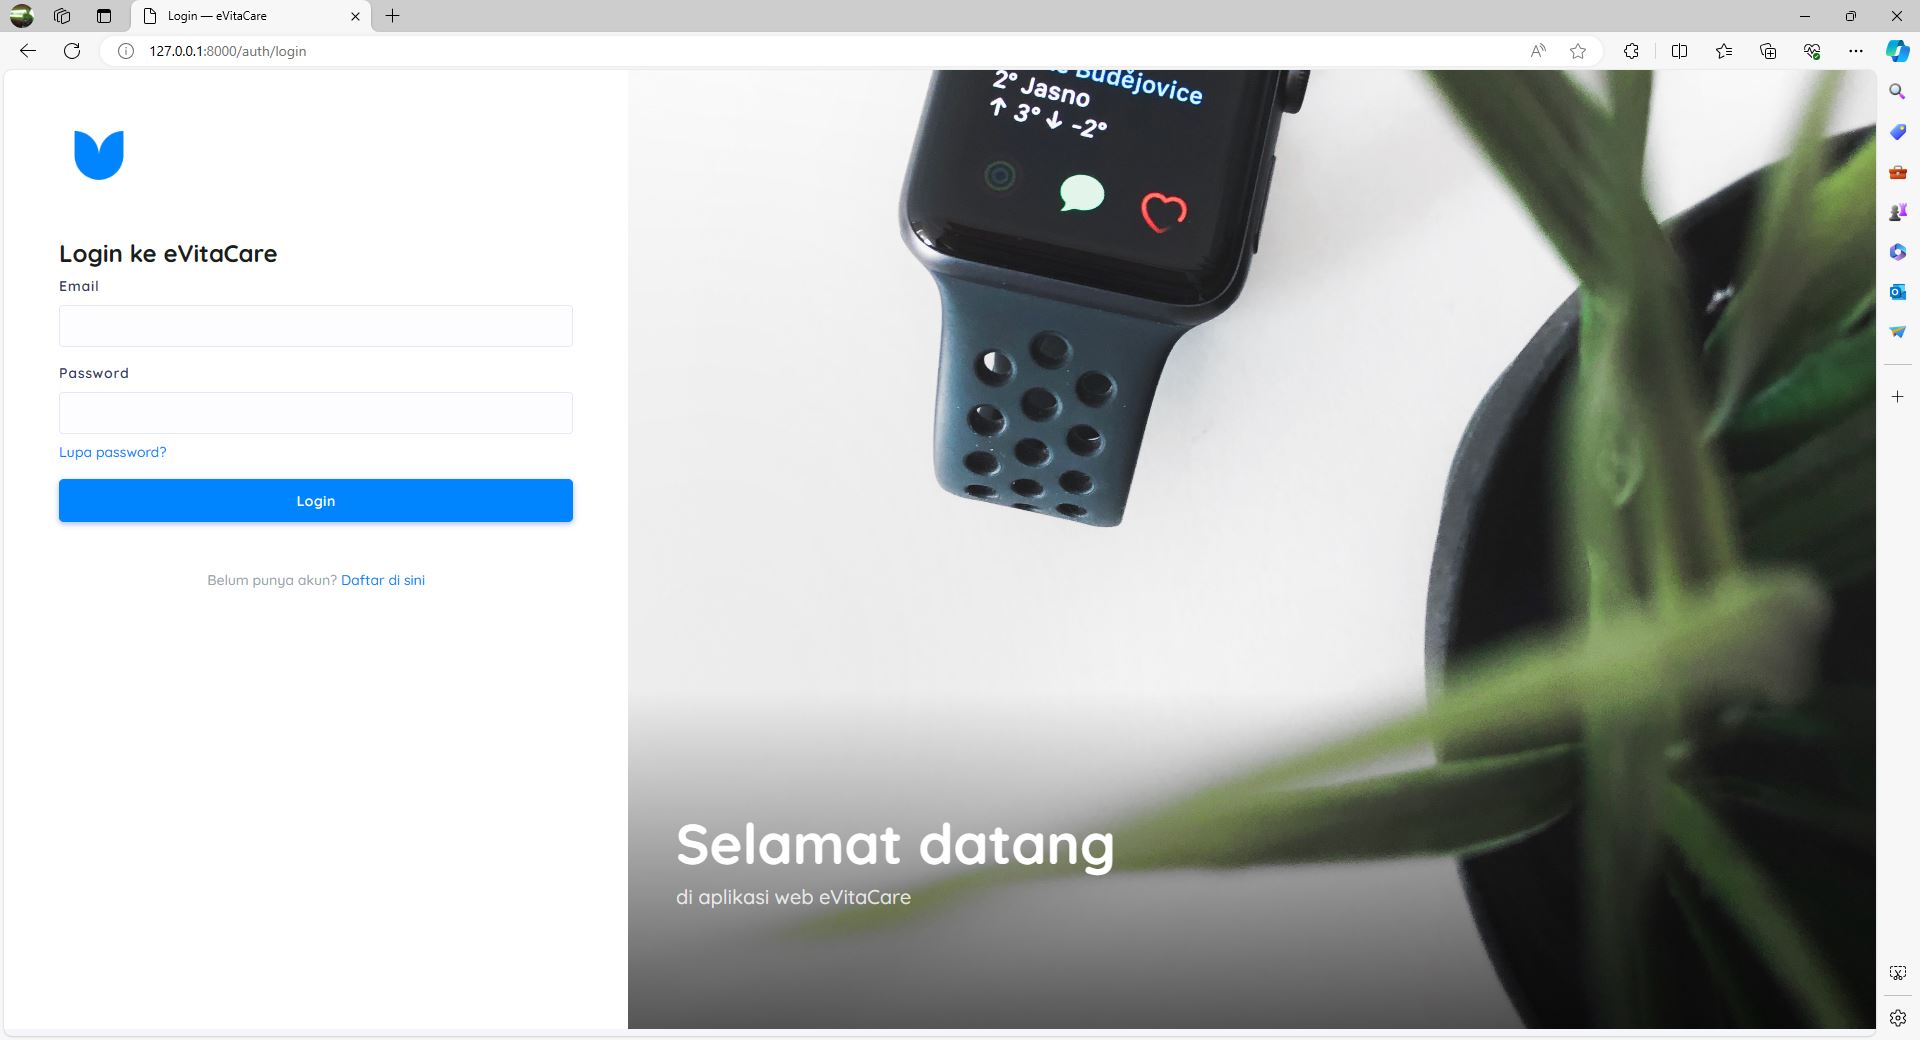 Login — eVitaCare
127.0.0.1:8000/auth/login
Login ke eVitaCare
Email
Password
Lupa password?
Login
Belum punya akun? Daftar di sini
Budějovice
2° Jasno
↑ 3° ↓ -2°
Selamat datang
di aplikasi web eVitaCare